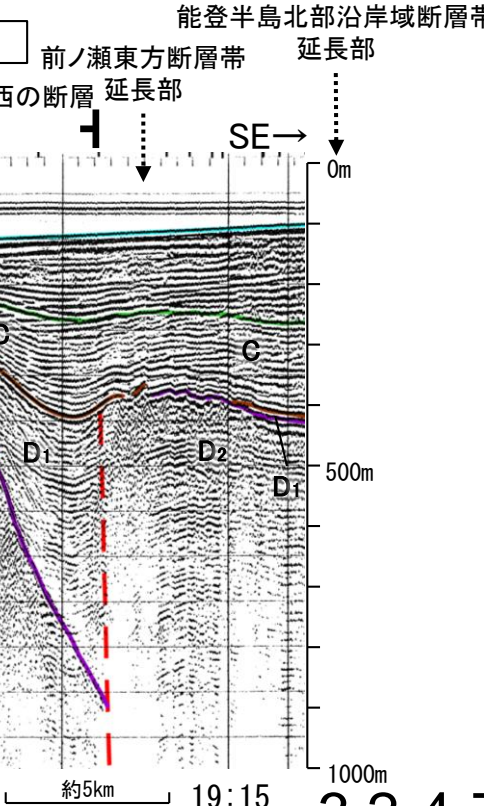 能登半島北部沿岸域断層帯
延長部
前ノ瀬東方断層帯
延長部
西の断層
SE→
0m
C
C
D1
D2
D1
500m
1000m
約5km
19:15